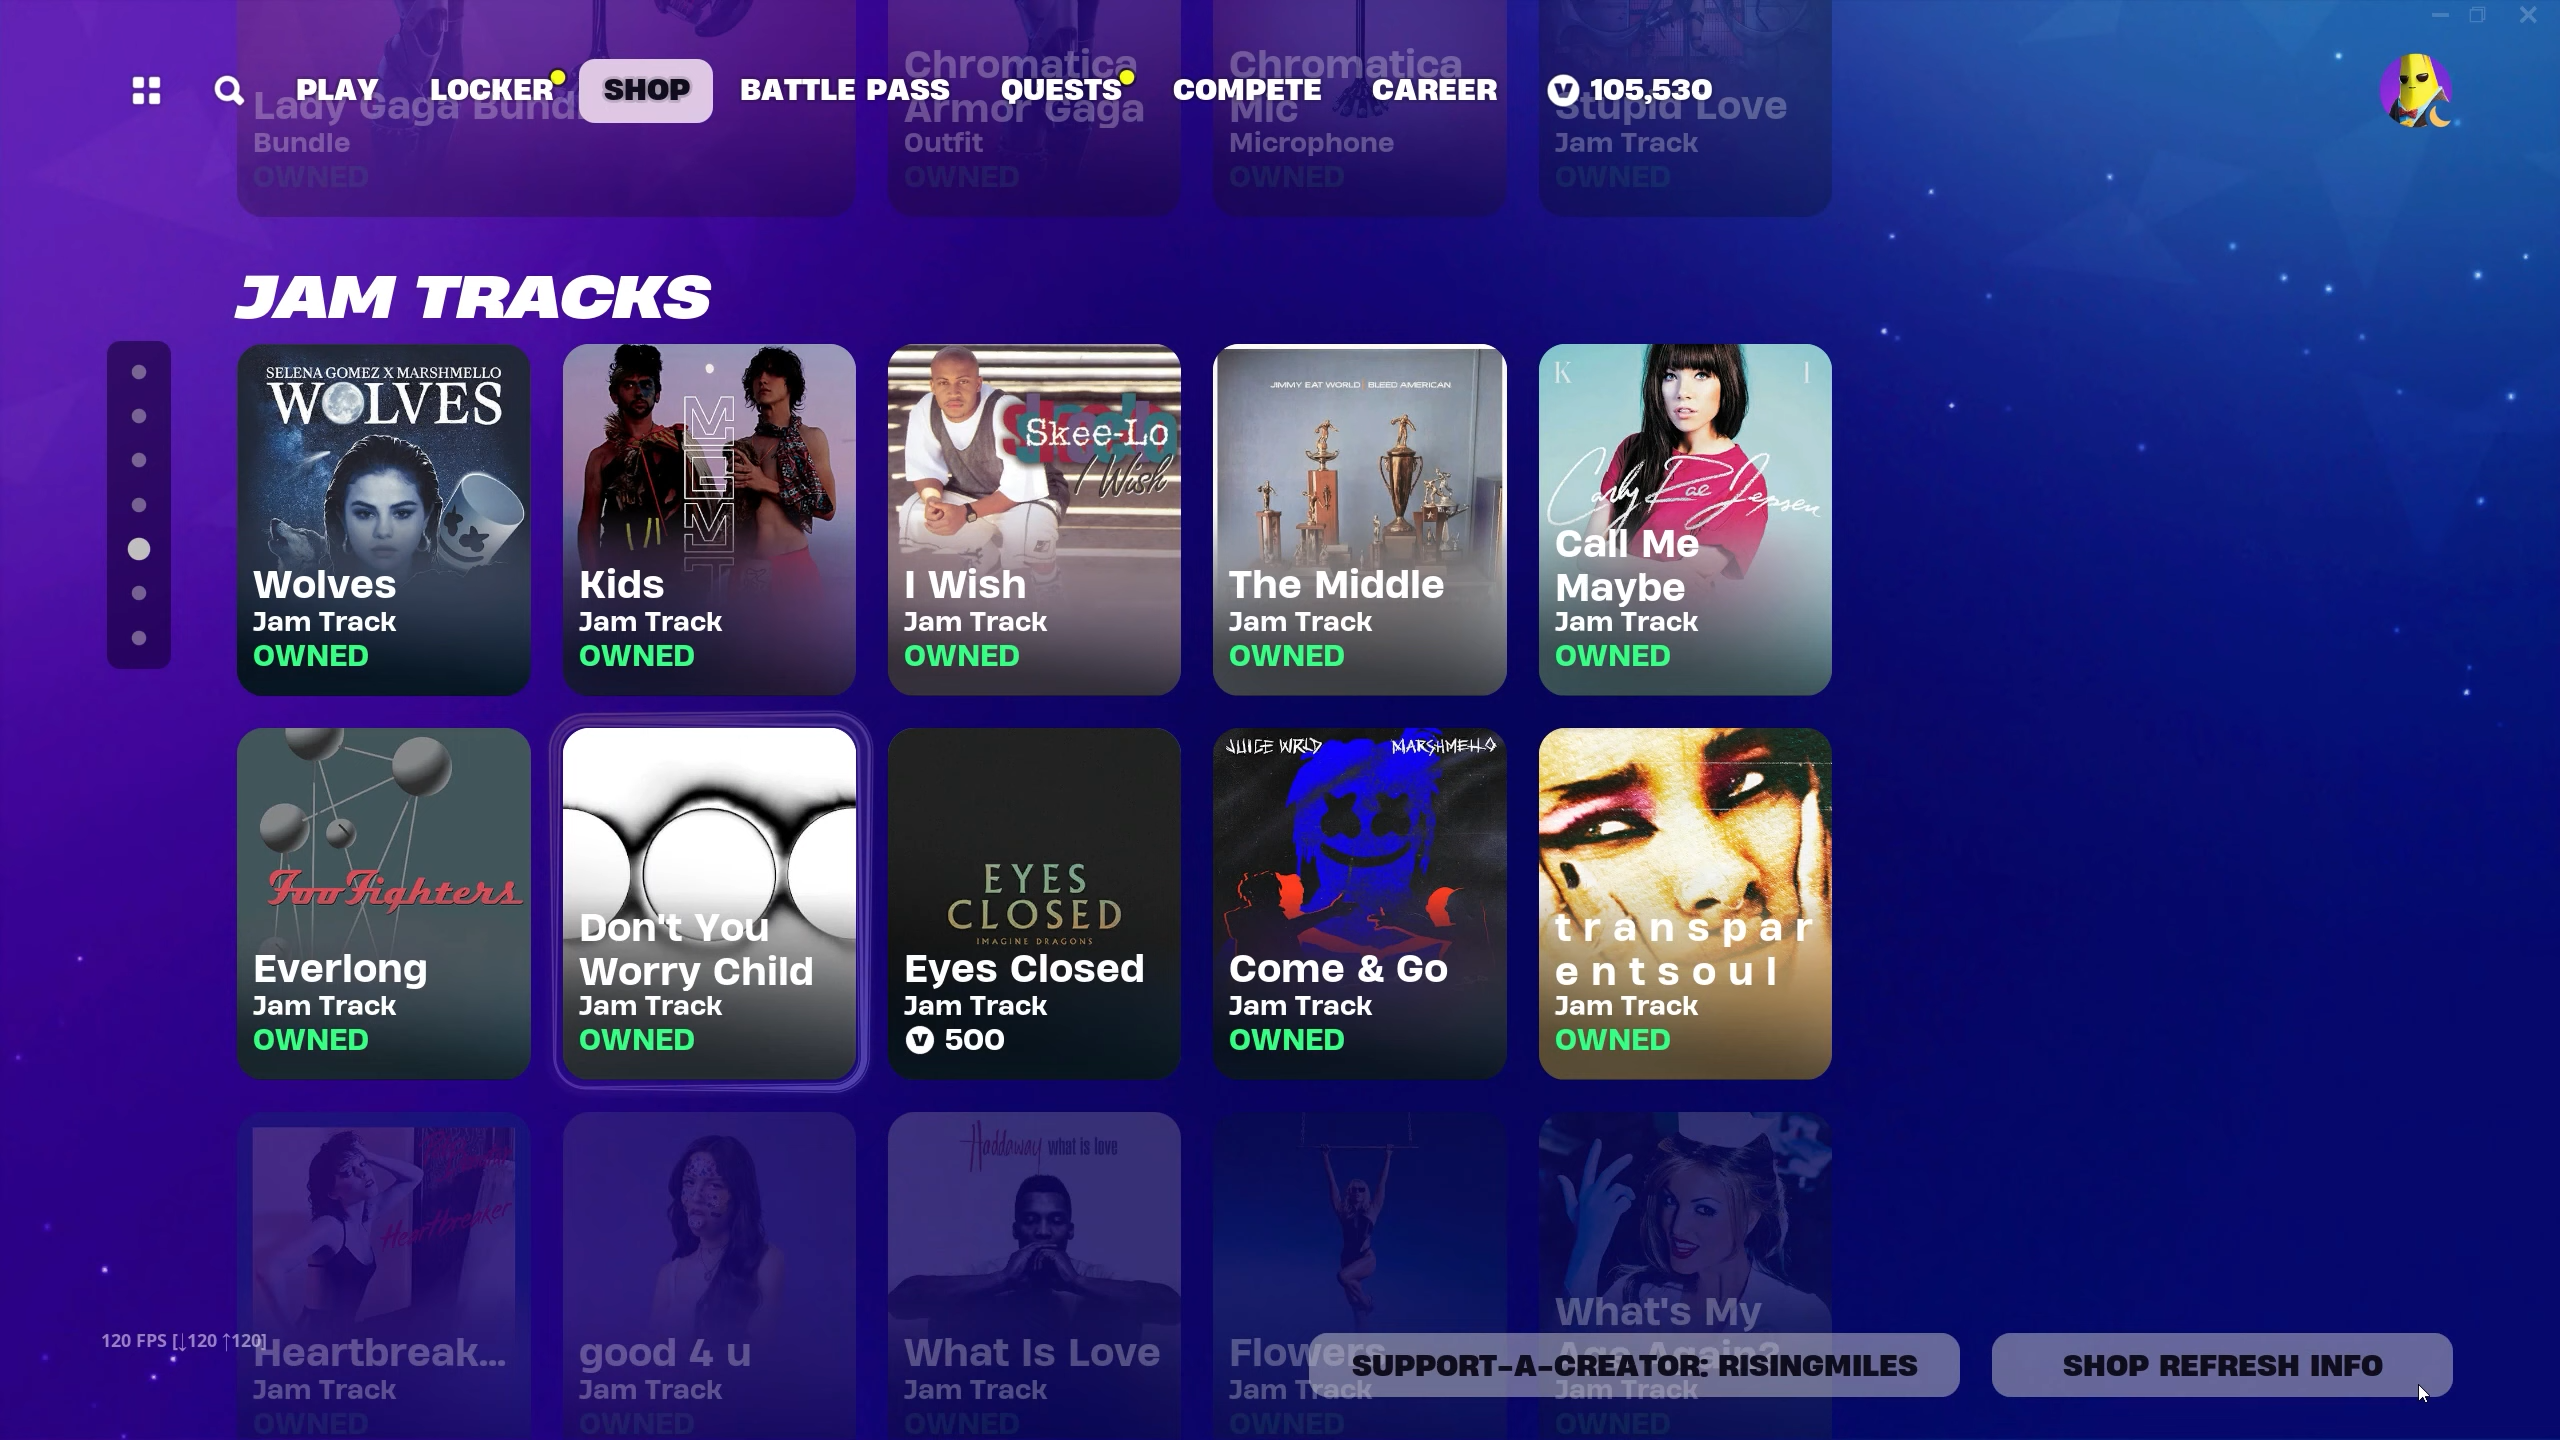 PLAY
LOCKER
SHOP
BATTLE PASS
QUESTS
COMPETE
CAREER
105,530
Lady Gaga Bundl
Bundle
OWNED
Chromatica
Armor Gaga
Outfit
OWNED
Chromatica
Mic
Microphone
OWNED
Stupid Love
Jam Track
OWNED
JAM TRACKS
SELENA GOMEZ X MARSHMELLO
WOLVES
Wolves
Jam Track
OWNED
MGMT
Kids
Jam Track
OWNED
Skee-Lo
I Wish
I Wish
Jam Track
OWNED
JIMMY EAT WORLD | BLEED AMERICAN
The Middle
Jam Track
OWNED
K I
Carly Rae Jepsen
Call Me
Maybe
Jam Track
OWNED
Foo Fighters
Everlong
Jam Track
OWNED
Don't You
Worry Child
Jam Track
OWNED
EYES
CLOSED
IMAGINE DRAGONS
Eyes Closed
Jam Track
500
JUICE WRLD MARSHMELLO
Come & Go
Jam Track
OWNED
t r a n s p a r
e n t s o u l
Jam Track
OWNED
Heartbreaker
Heartbreak...
Jam Track
OWNED
good 4 u
Jam Track
OWNED
Haddaway what is love
What Is Love
Jam Track
OWNED
Flowers
Jam Track
OWNED
What's My
Age Again?
Jam Track
OWNED
120 FPS [↓120 ↑120]
SUPPORT-A-CREATOR: RISINGMILES
SHOP REFRESH INFO